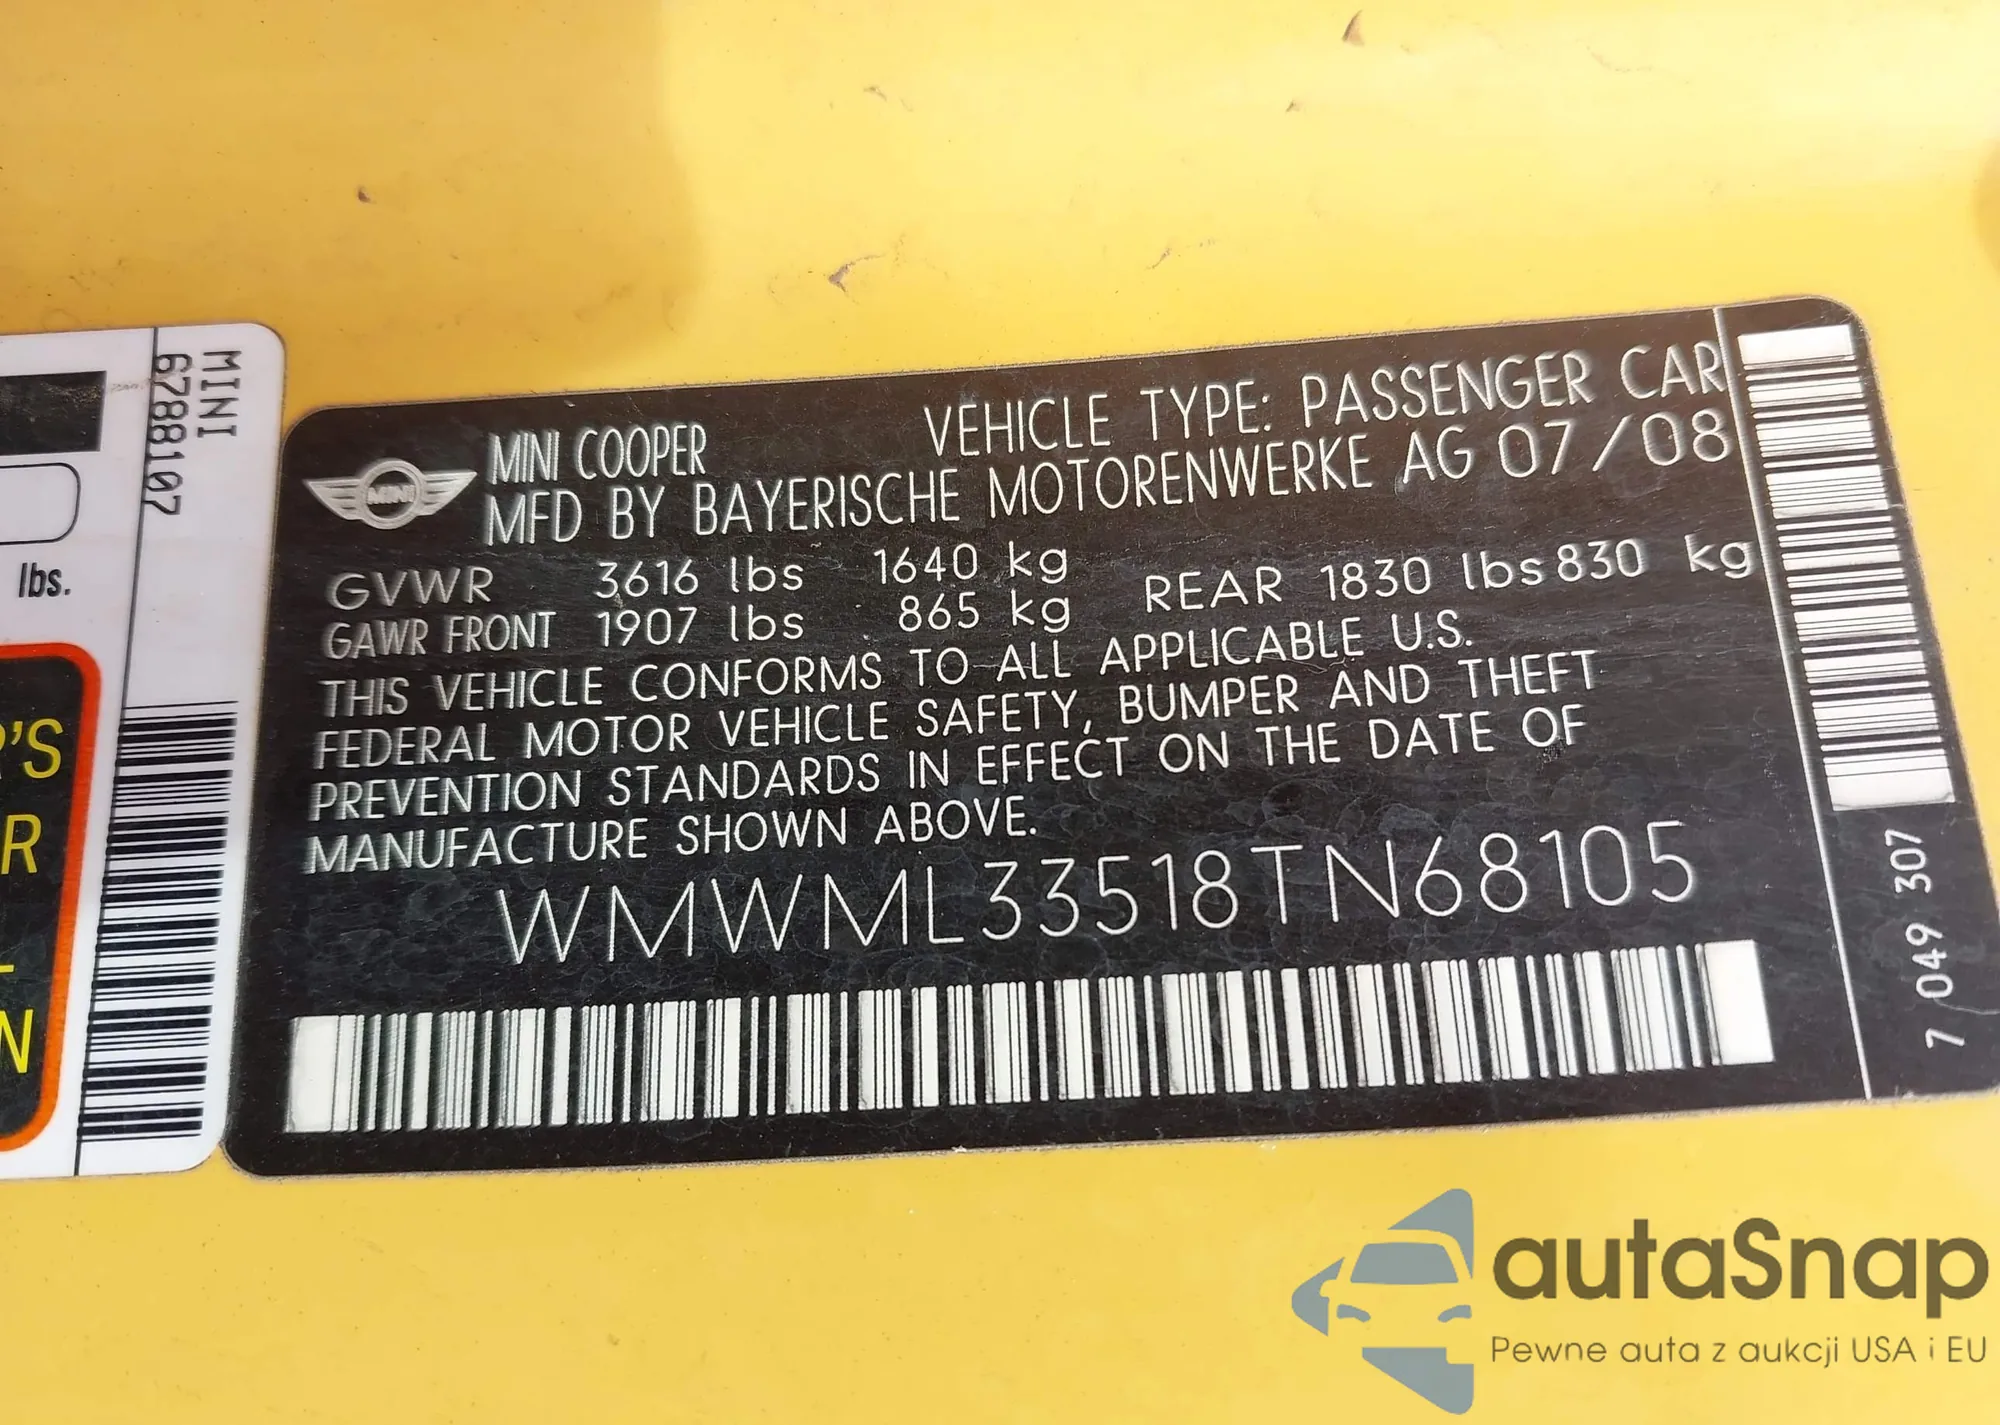 MINI
6788107
lbs.
R'S
R
N
MINI
MINI COOPER VEHICLE TYPE: PASSENGER CAR
MFD BY BAYERISCHE MOTORENWERKE AG 07/08
GVWR 3616 lbs 1640 kg
GAWR FRONT 1907 lbs 865 kg REAR 1830 lbs 830 kg
THIS VEHICLE CONFORMS TO ALL APPLICABLE U.S.
FEDERAL MOTOR VEHICLE SAFETY, BUMPER AND THEFT
PREVENTION STANDARDS IN EFFECT ON THE DATE OF
MANUFACTURE SHOWN ABOVE.
WMWML33518TN68105
7 049 307
autaSnap
Pewne auta z aukcji USA i EU